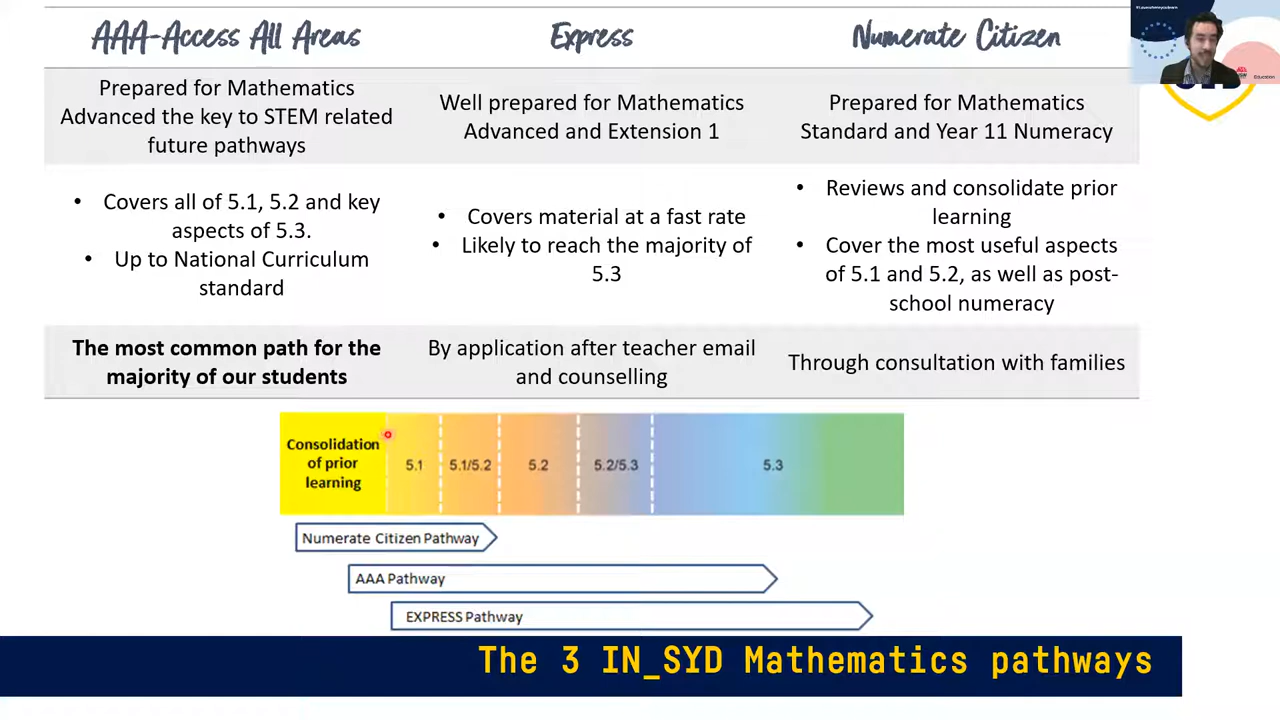 AAA-Access All Areas
Express
Numerate Citizen
Prepared for Mathematics
Advanced the key to STEM related
future pathways
Well prepared for Mathematics
Advanced and Extension 1
Prepared for Mathematics
Standard and Year 11 Numeracy
• Covers all of 5.1, 5.2 and key
aspects of 5.3.
• Up to National Curriculum
standard
• Covers material at a fast rate
• Likely to reach the majority of
5.3
• Reviews and consolidate prior
learning
• Cover the most useful aspects
of 5.1 and 5.2, as well as post-
school numeracy
The most common path for the
majority of our students
By application after teacher email
and counselling
Through consultation with families
Consolidation
of prior
learning
5.1
5.1/5.2
5.2
5.2/5.3
5.3
Numerate Citizen Pathway
AAA Pathway
EXPRESS Pathway
The 3 IN_SYD Mathematics pathways
Education